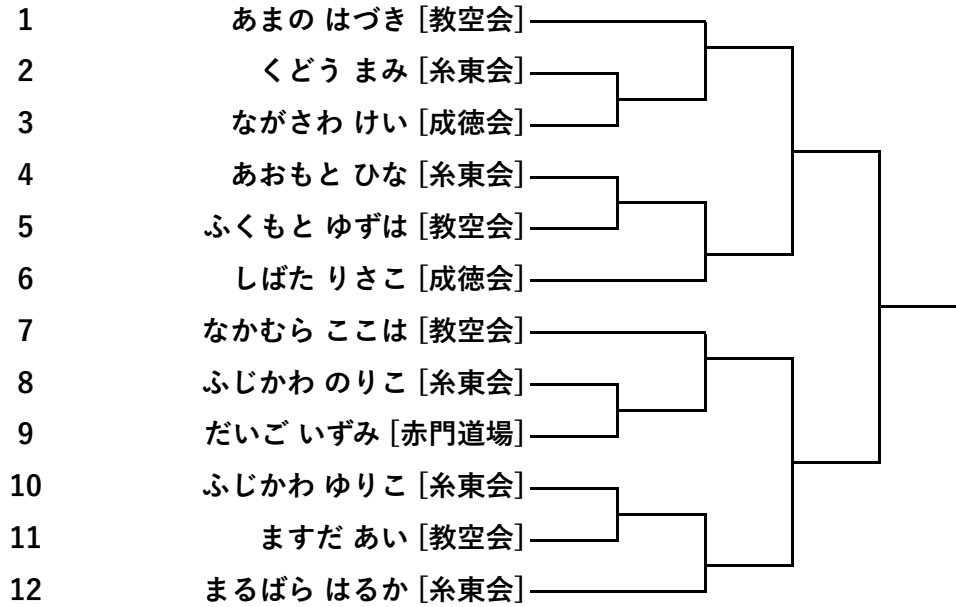 1 あまの はづき [教空会]
2 くどう まみ [糸東会]
3 ながさわ けい [成徳会]
4 あおもと ひな [糸東会]
5 ふくもと ゆずは [教空会]
6 しばた りさこ [成徳会]
7 なかむら ここは [教空会]
8 ふじかわ のりこ [糸東会]
9 だいご いずみ [赤門道場]
10 ふじかわ ゆりこ [糸東会]
11 ますだ あい [教空会]
12 まるばら はるか [糸東会]